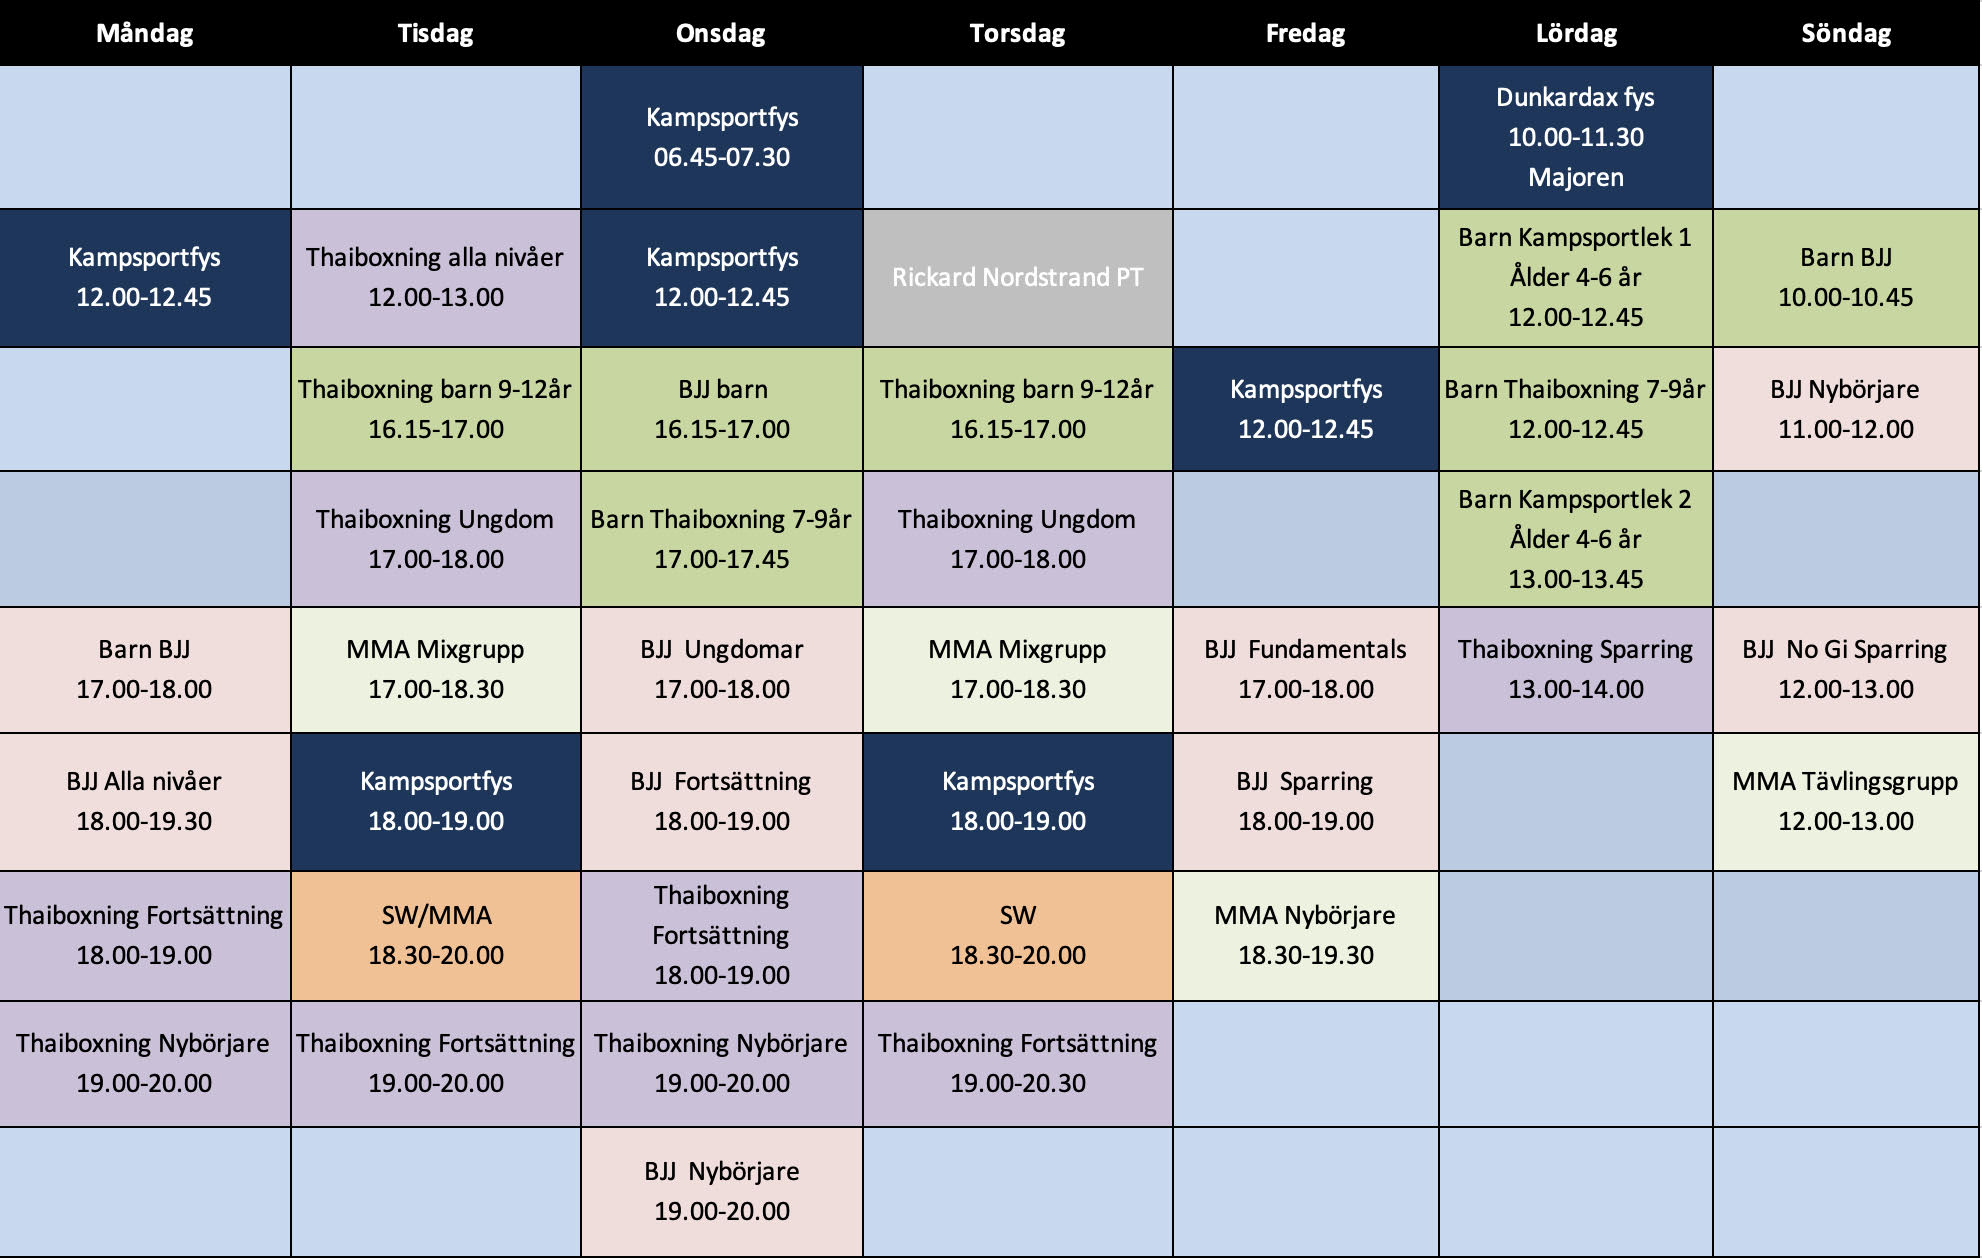 Måndag Tisdag Onsdag Torsdag Fredag Lördag Söndag
Kampsportfys
06.45-07.30
Dunkardax fys
10.00-11.30
Majoren
Kampsportfys
12.00-12.45
Thaiboxning alla nivåer
12.00-13.00
Kampsportfys
12.00-12.45
Rickard Nordstrand PT
Barn Kampsportlek 1
Ålder 4-6 år
12.00-12.45
Barn BJJ
10.00-10.45
Thaiboxning barn 9-12år
16.15-17.00
BJJ barn
16.15-17.00
Thaiboxning barn 9-12år
16.15-17.00
Kampsportfys
12.00-12.45
Barn Thaiboxning 7-9år
12.00-12.45
BJJ Nybörjare
11.00-12.00
Thaiboxning Ungdom
17.00-18.00
Barn Thaiboxning 7-9år
17.00-17.45
Thaiboxning Ungdom
17.00-18.00
Barn Kampsportlek 2
Ålder 4-6 år
13.00-13.45
Barn BJJ
17.00-18.00
MMA Mixgrupp
17.00-18.30
BJJ Ungdomar
17.00-18.00
MMA Mixgrupp
17.00-18.30
BJJ Fundamentals
17.00-18.00
Thaiboxning Sparring
13.00-14.00
BJJ No Gi Sparring
12.00-13.00
BJJ Alla nivåer
18.00-19.30
Kampsportfys
18.00-19.00
BJJ Fortsättning
18.00-19.00
Kampsportfys
18.00-19.00
BJJ Sparring
18.00-19.00
MMA Tävlingsgrupp
12.00-13.00
Thaiboxning Fortsättning
18.00-19.00
SW/MMA
18.30-20.00
Thaiboxning
Fortsättning
18.00-19.00
SW
18.30-20.00
MMA Nybörjare
18.30-19.30
Thaiboxning Nybörjare
19.00-20.00
Thaiboxning Fortsättning
19.00-20.00
Thaiboxning Nybörjare
19.00-20.00
Thaiboxning Fortsättning
19.00-20.30
BJJ Nybörjare
19.00-20.00